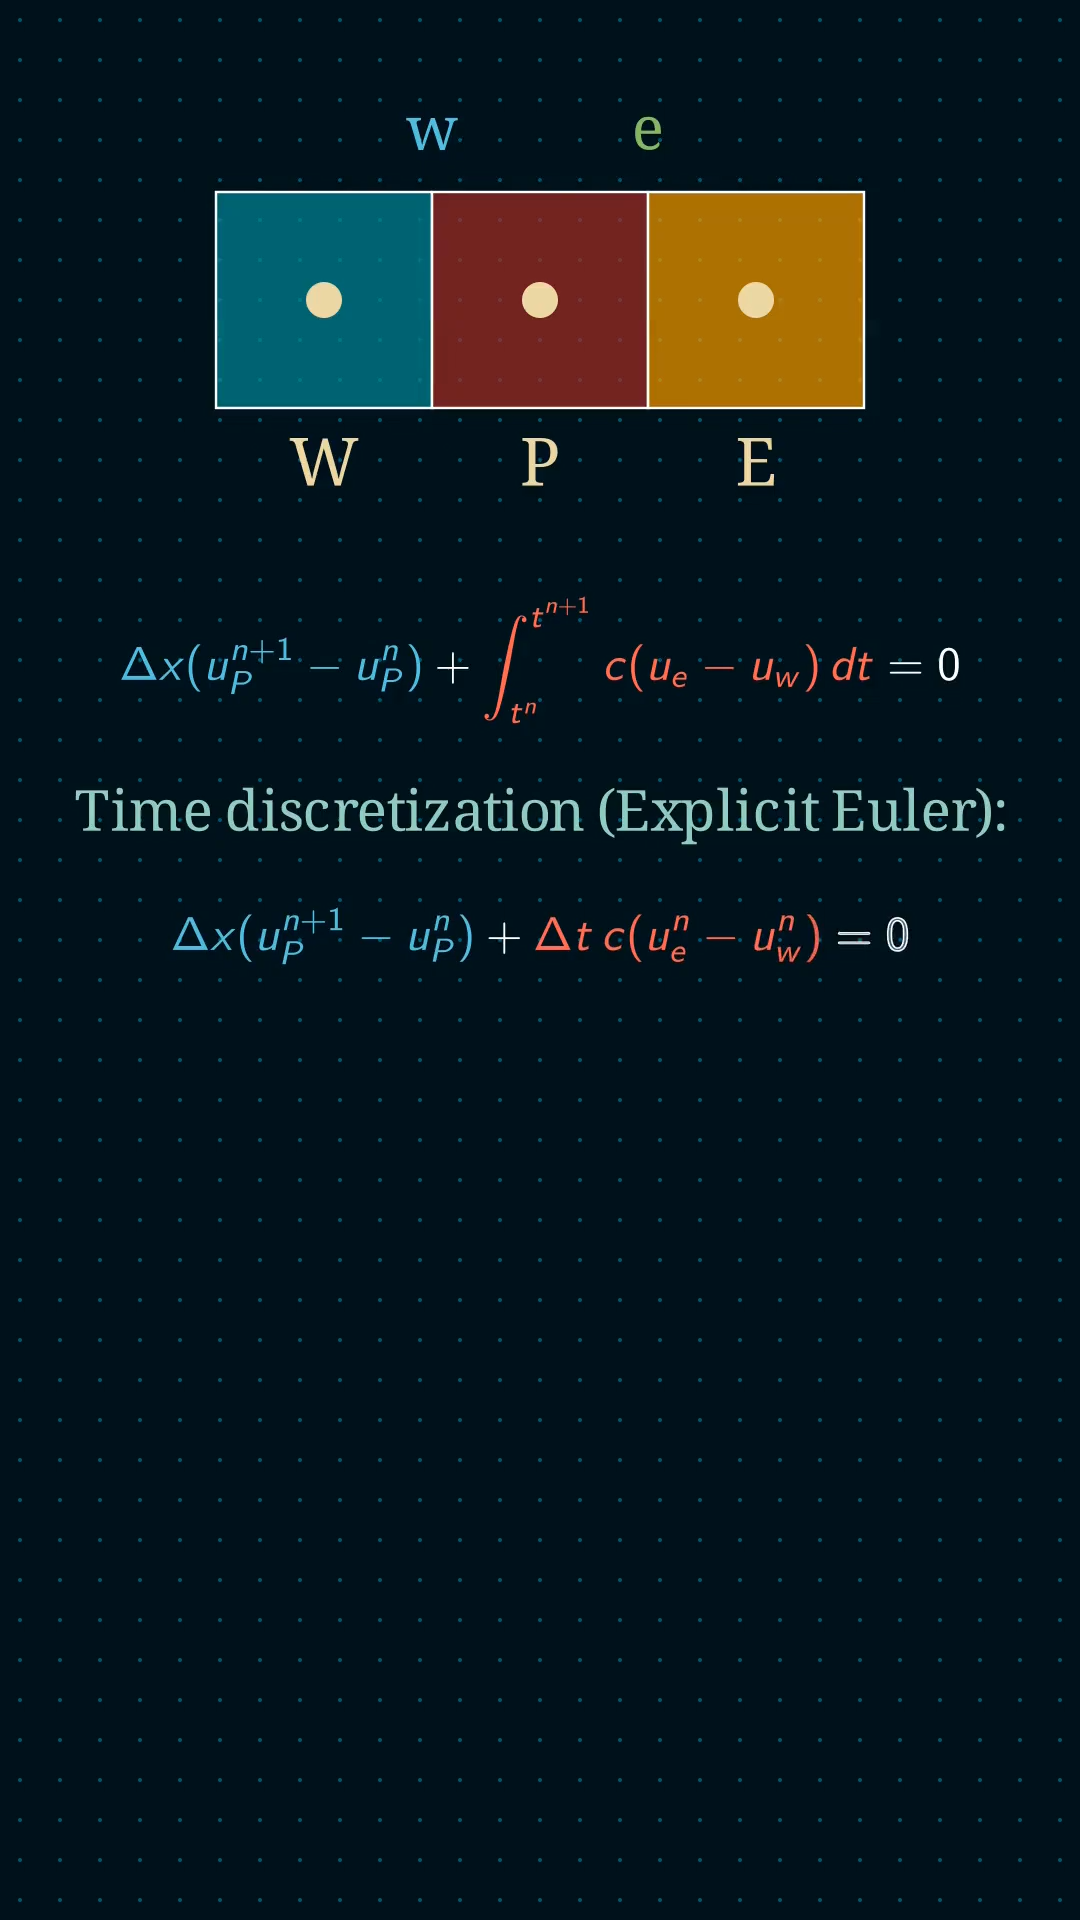 w e
W P E
Δx(u_P^{n+1} − u_P^n) + ∫_{t^n}^{t^{n+1}} c(u_e − u_w) dt = 0
Time discretization (Explicit Euler):
Δx(u_P^{n+1} − u_P^n) + Δt c(u_e^n − u_w^n) = 0